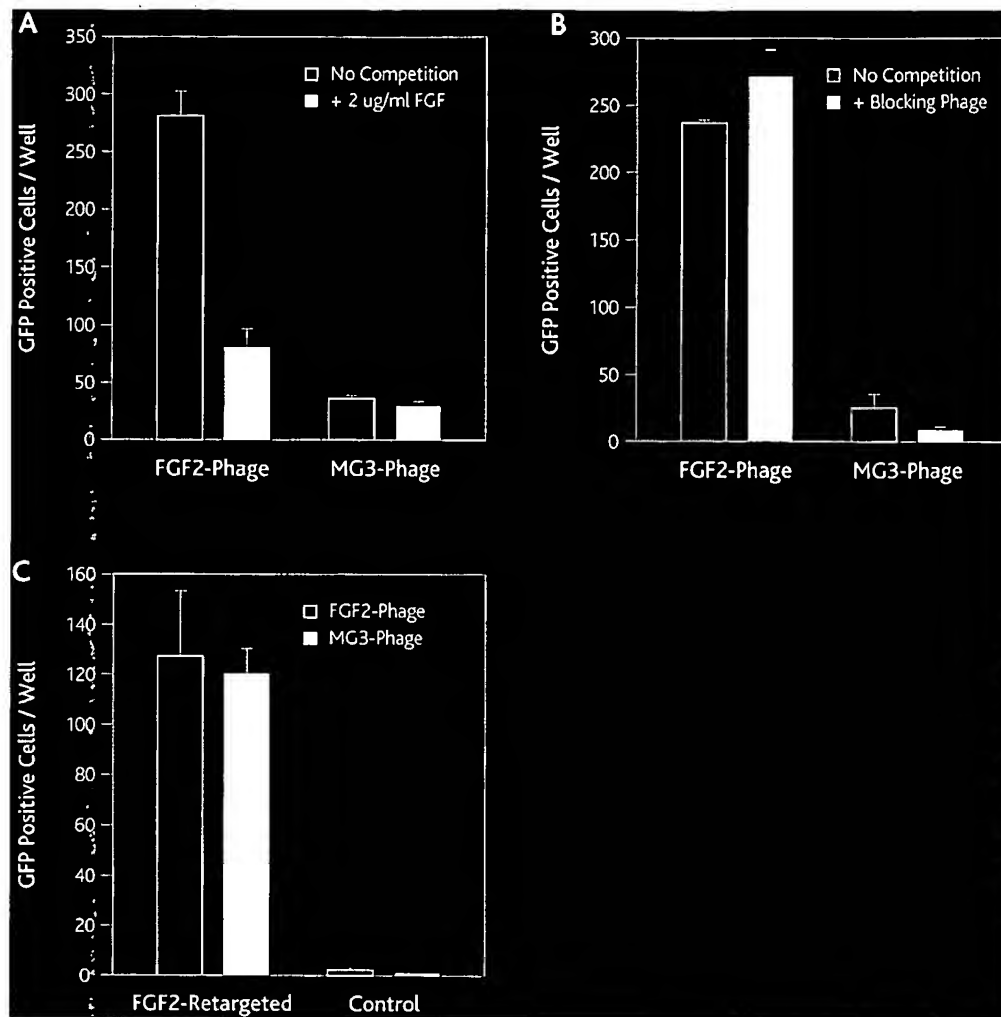 A
350
300
250
200
150
100
50
0
GFP Positive Cells / Well
No Competition
+ 2 ug/ml FGF
FGF2-Phage MG3-Phage
B
300
250
200
150
100
50
0
GFP Positive Cells / Well
No Competition
+ Blocking Phage
FGF2-Phage MG3-Phage
C
160
140
120
100
80
60
40
20
0
GFP Positive Cells / Well
FGF2-Phage
MG3-Phage
FGF2-Retargeted Control